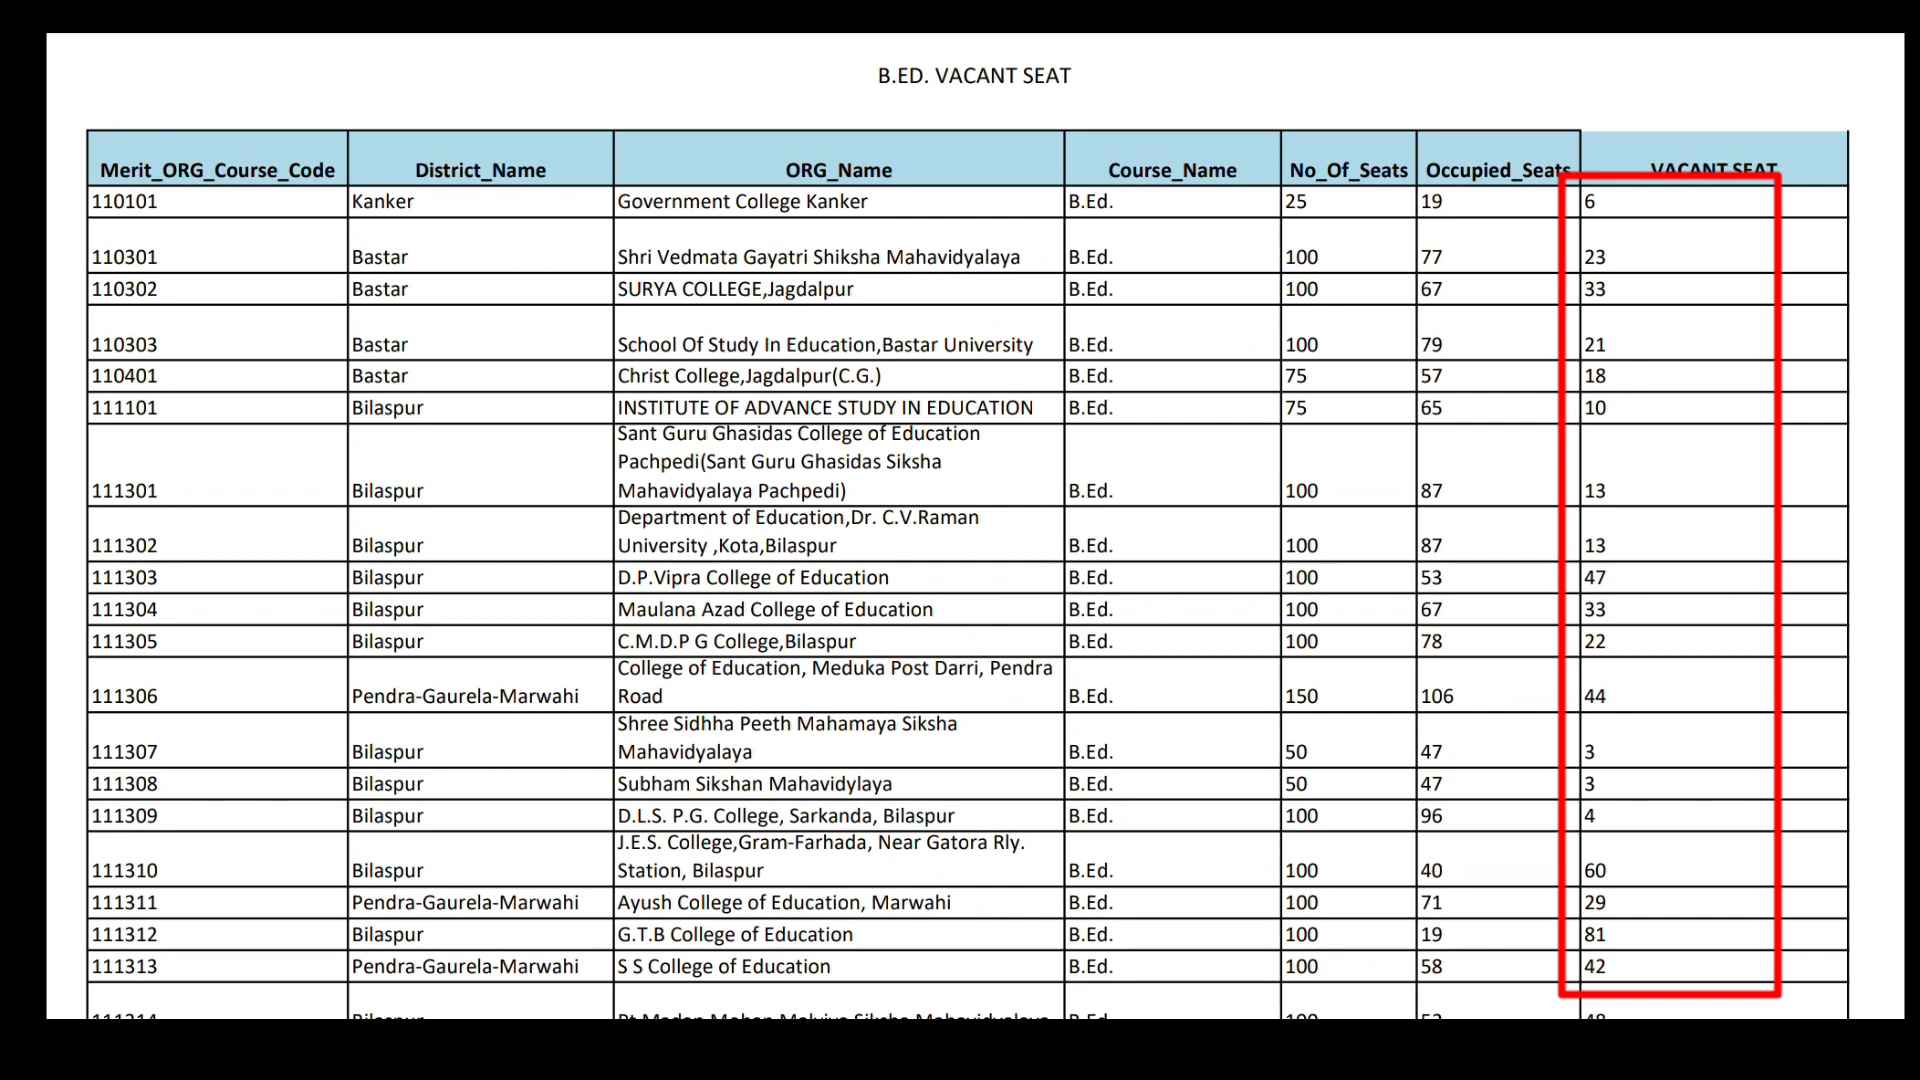 B.ED. VACANT SEAT
Merit_ORG_Course_Code District_Name ORG_Name Course_Name No_Of_Seats Occupied_Seats VACANT SEAT
110101 Kanker Government College Kanker B.Ed. 25 19 6
110301 Bastar Shri Vedmata Gayatri Shiksha Mahavidyalaya B.Ed. 100 77 23
110302 Bastar SURYA COLLEGE,Jagdalpur B.Ed. 100 67 33
110303 Bastar School Of Study In Education,Bastar University B.Ed. 100 79 21
110401 Bastar Christ College,Jagdalpur(C.G.) B.Ed. 75 57 18
111101 Bilaspur INSTITUTE OF ADVANCE STUDY IN EDUCATION B.Ed. 75 65 10
Sant Guru Ghasidas College of Education
Pachpedi(Sant Guru Ghasidas Siksha
111301 Bilaspur Mahavidyalaya Pachpedi) B.Ed. 100 87 13
Department of Education,Dr. C.V.Raman
111302 Bilaspur University ,Kota,Bilaspur B.Ed. 100 87 13
111303 Bilaspur D.P.Vipra College of Education B.Ed. 100 53 47
111304 Bilaspur Maulana Azad College of Education B.Ed. 100 67 33
111305 Bilaspur C.M.D.P G College,Bilaspur B.Ed. 100 78 22
College of Education, Meduka Post Darri, Pendra
111306 Pendra-Gaurela-Marwahi Road B.Ed. 150 106 44
Shree Sidhha Peeth Mahamaya Siksha
111307 Bilaspur Mahavidyalaya B.Ed. 50 47 3
111308 Bilaspur Subham Sikshan Mahavidylaya B.Ed. 50 47 3
111309 Bilaspur D.L.S. P.G. College, Sarkanda, Bilaspur B.Ed. 100 96 4
J.E.S. College,Gram-Farhada, Near Gatora Rly.
111310 Bilaspur Station, Bilaspur B.Ed. 100 40 60
111311 Pendra-Gaurela-Marwahi Ayush College of Education, Marwahi B.Ed. 100 71 29
111312 Bilaspur G.T.B College of Education B.Ed. 100 19 81
111313 Pendra-Gaurela-Marwahi S S College of Education B.Ed. 100 58 42